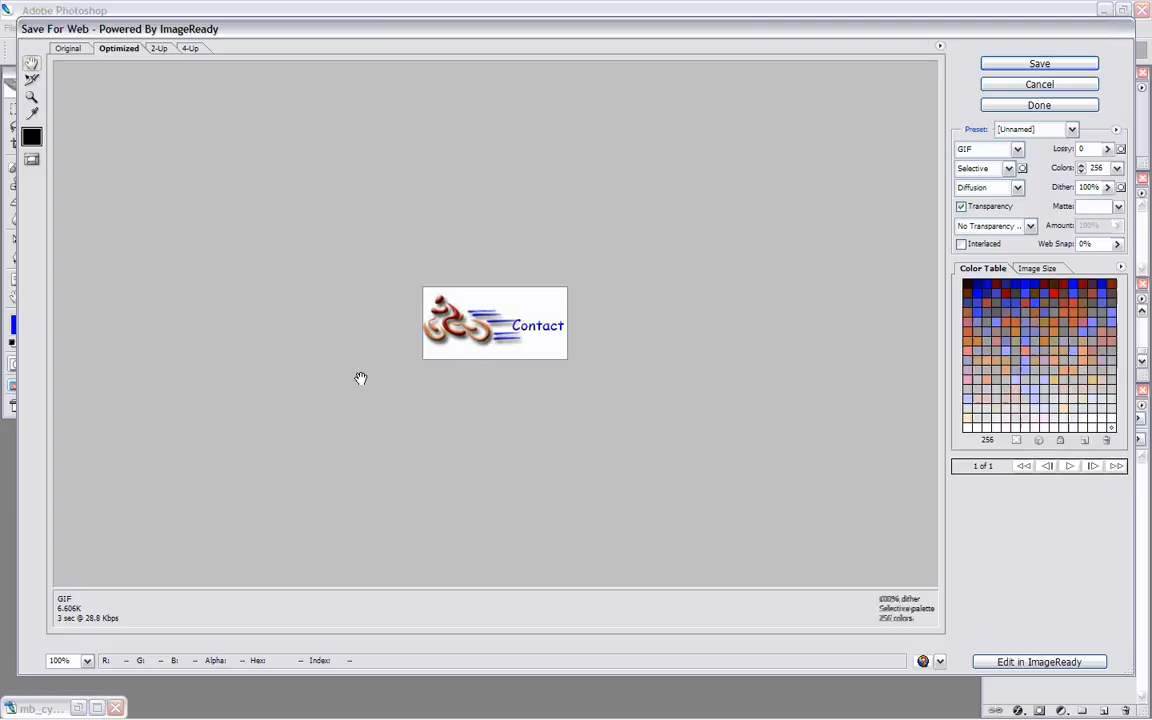 Adobe Photoshop
Save For Web - Powered By ImageReady
Original Optimized 2-Up 4-Up
Save
Cancel
Done
Preset: [Unnamed]
GIF Lossy: 0
Selective Colors: 256
Diffusion Dither: 100%
Transparency Matte:
No Transparency .. Amount: 100%
Interlaced Web Snap: 0%
Color Table Image Size
Contact
256
1 of 1
GIF
6.606K
3 sec @ 28.8 Kbps
100% dither
Selective palette
256 colors
100% R: -- G: -- B: -- Alpha: -- Hex: -- Index: --
Edit in ImageReady
mb_cy...